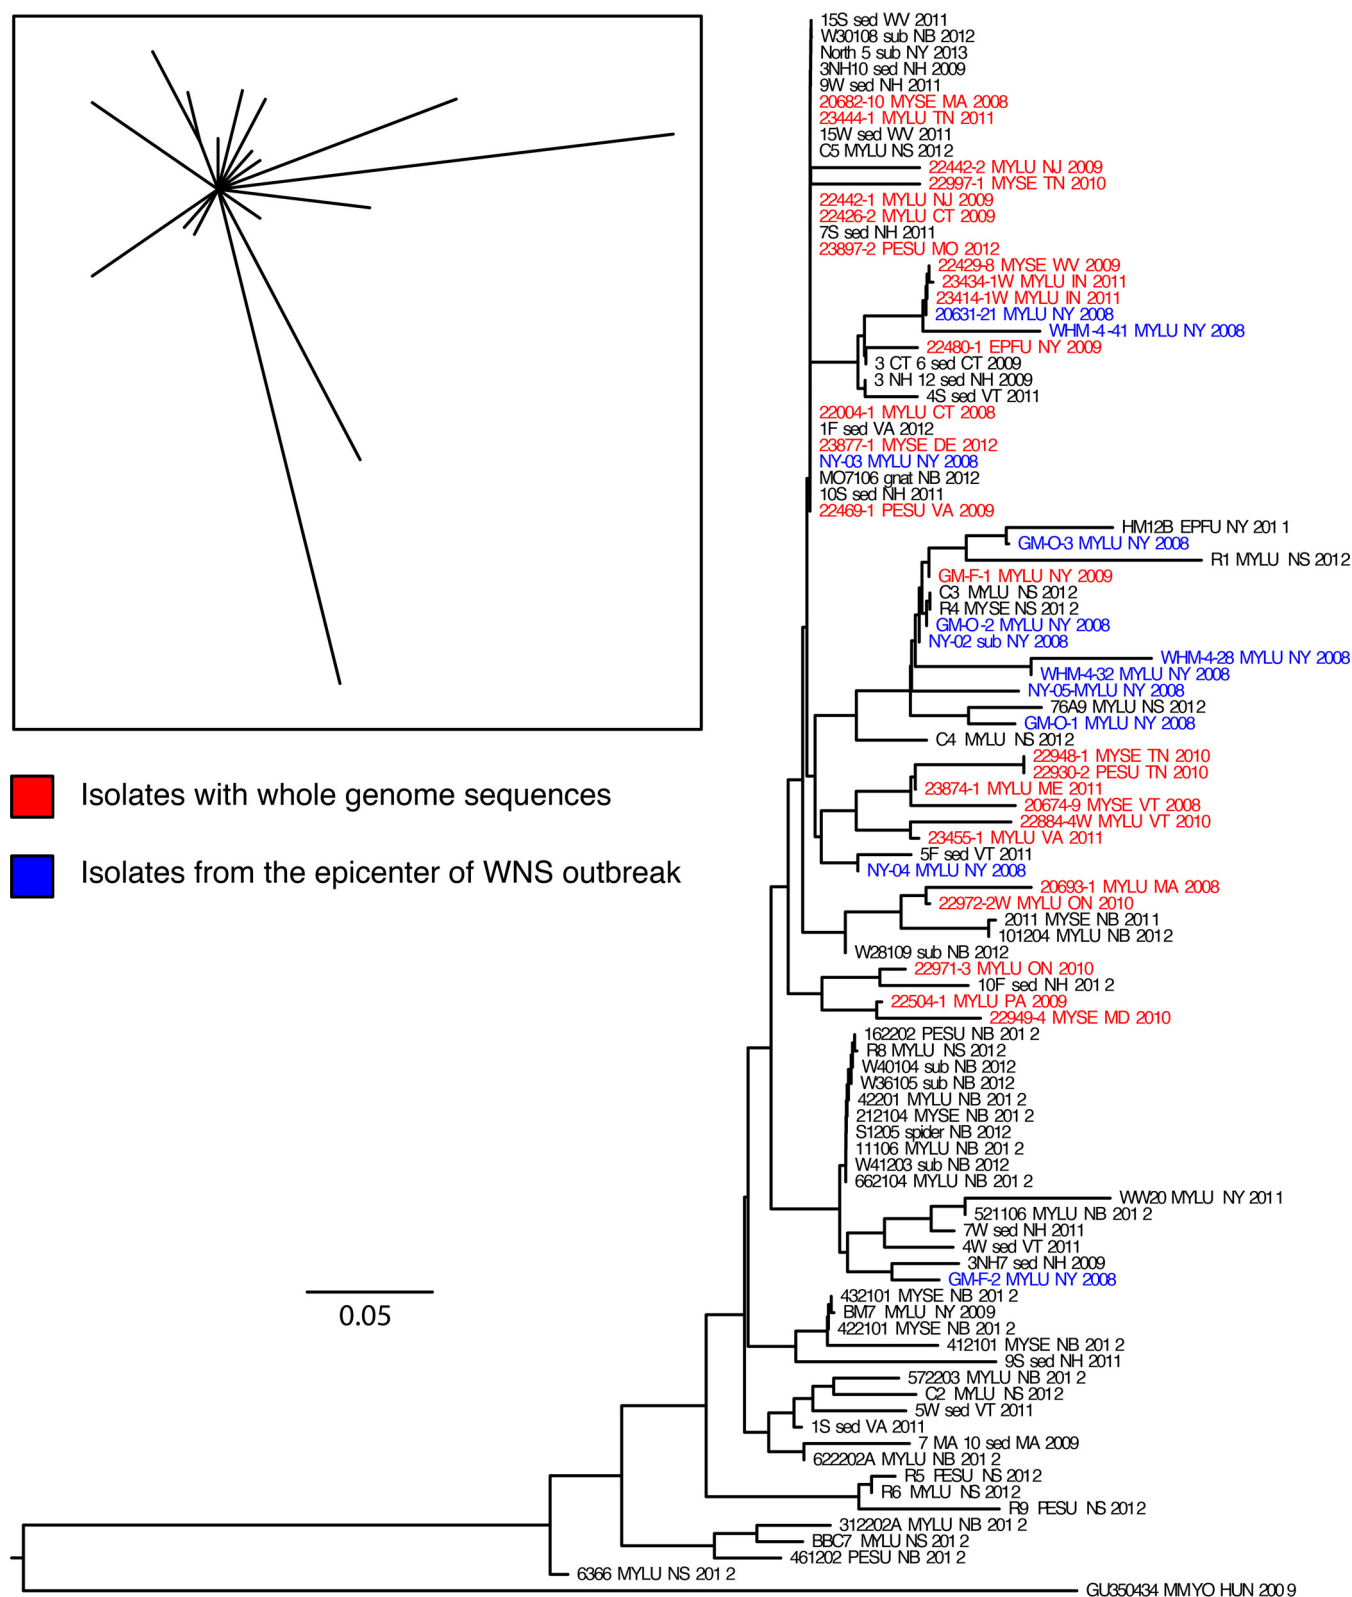 15S sed WV 2011
W30108 sub NB 2012
North 5 sub NY 2013
3NH10 sed NH 2009
9W sed NH 2011
20682-10 MYSE MA 2008
23444-1 MYLU TN 2011
15W sed WV 2011
C5 MYLU NS 2012
22442-2 MYLU NJ 2009
22997-1 MYSE TN 2010
22442-1 MYLU NJ 2009
22426-2 MYLU CT 2009
7S sed NH 2011
23897-2 PESU MO 2012
22429-8 MYSE WV 2009
23434-1W MYLU IN 2011
23414-1W MYLU IN 2011
20631-21 MYLU NY 2008
WHM-4-41 MYLU NY 2008
22480-1 EPFU NY 2009
3 CT 6 sed CT 2009
3 NH 12 sed NH 2009
4S sed VT 2011
22004-1 MYLU CT 2008
1F sed VA 2012
23877-1 MYSE DE 2012
NY-03 MYLU NY 2008
MO7106 gnat NB 2012
10S sed NH 2011
22469-1 PESU VA 2009
HM12B EPFU NY 2011
GM-O-3 MYLU NY 2008
R1 MYLU NS 2012
GM-F-1 MYLU NY 2009
C3 MYLU NS 2012
R4 MYSE NS 2012
GM-O-2 MYLU NY 2008
NY-02 sub NY 2008
WHM-4-28 MYLU NY 2008
WHM-4-32 MYLU NY 2008
NY-05-MYLU NY 2008
76A9 MYLU NS 2012
GM-O-1 MYLU NY 2008
C4 MYLU NS 2012
22948-1 MYSE TN 2010
22930-2 PESU TN 2010
23874-1 MYLU ME 2011
20674-9 MYSE VT 2008
22884-4W MYLU VT 2010
23455-1 MYLU VA 2011
5F sed VT 2011
NY-04 MYLU NY 2008
20693-1 MYLU MA 2008
22972-2W MYLU ON 2010
2011 MYSE NB 2011
101204 MYLU NB 2012
W28109 sub NB 2012
22971-3 MYLU ON 2010
10F sed NH 2012
22504-1 MYLU PA 2009
22949-4 MYSE MD 2010
162202 PESU NB 2012
R8 MYLU NS 2012
W40104 sub NB 2012
W36105 sub NB 2012
42201 MYLU NB 2012
212104 MYSE NB 2012
S1205 spider NB 2012
11106 MYLU NB 2012
W41203 sub NB 2012
662104 MYLU NB 2012
WW20 MYLU NY 2011
521106 MYLU NB 2012
7W sed NH 2011
4W sed VT 2011
3NH7 sed NH 2009
GM-F-2 MYLU NY 2008
432101 MYSE NB 2012
BM7 MYLU NY 2009
422101 MYSE NB 2012
412101 MYSE NB 2012
9S sed NH 2011
572203 MYLU NB 2012
C2 MYLU NS 2012
5W sed VT 2011
1S sed VA 2011
7 MA 10 sed MA 2009
622202A MYLU NB 2012
R5 PESU NS 2012
R6 MYLU NS 2012
R9 PESU NS 2012
312202A MYLU NB 2012
BBC7 MYLU NS 2012
461202 PESU NB 2012
6366 MYLU NS 2012
GU350434 MMYO HUN 2009
Isolates with whole genome sequences
Isolates from the epicenter of WNS outbreak
0.05